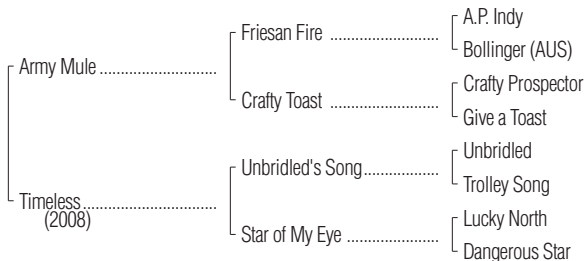 A.P. Indy
Friesan Fire ........................
Bollinger (AUS)
Army Mule ..........................
Crafty Prospector
Crafty Toast ........................
Give a Toast
Unbridled
Unbridled's Song.................
Trolley Song
Timeless..............................
(2008)
Lucky North
Star of My Eye ....................
Dangerous Star